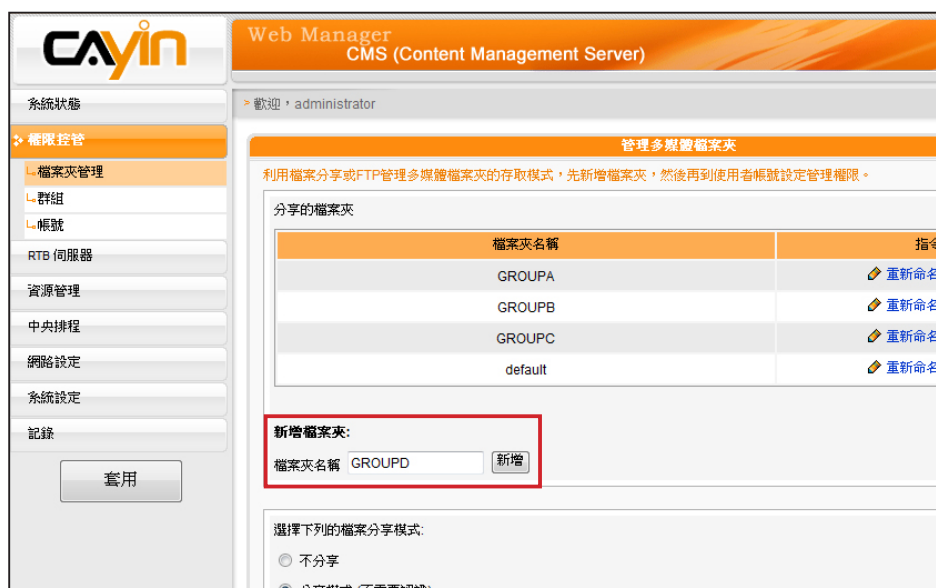 CAyin
Web Manager
CMS (Content Management Server)
系統狀態
> 歡迎，administrator
權限控管
管理多媒體檔案夾
檔案夾管理
利用檔案分享或FTP管理多媒體檔案夾的存取模式，先新增檔案夾，然後再到使用者帳號設定管理權限。
群組
分享的檔案夾
帳號
檔案夾名稱
RTB 伺服器
GROUPA
重新命名
資源管理
GROUPB
重新命名
中央排程
GROUPC
重新命名
網路設定
default
重新命名
系統設定
記錄
新增檔案夾:
檔案夾名稱 GROUPD 新增
套用
選擇下列的檔案分享模式:
不分享